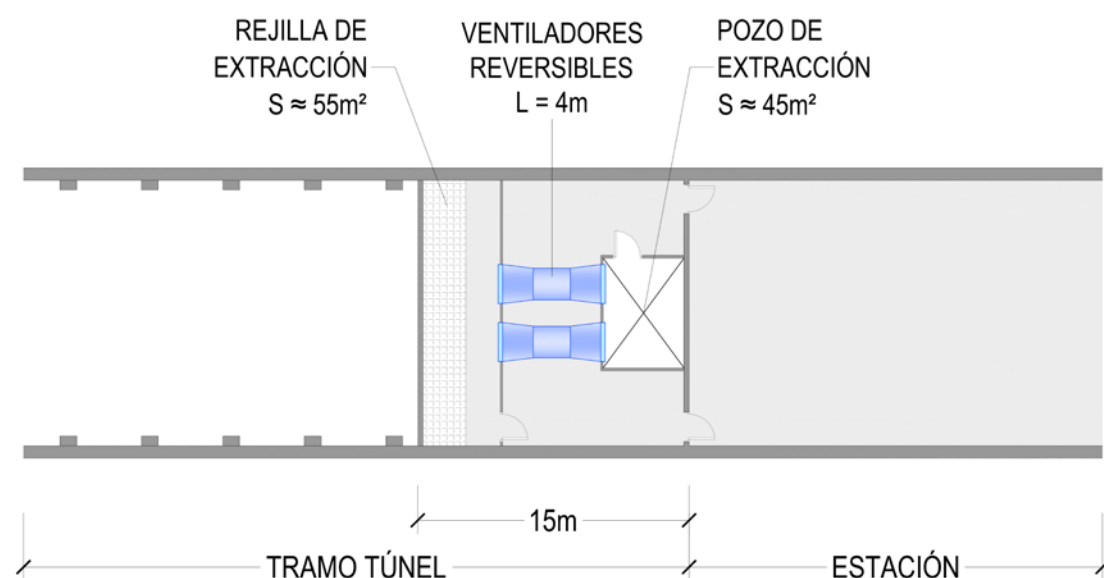 REJILLA DE
EXTRACCIÓN
S ≈ 55m²
VENTILADORES
REVERSIBLES
L = 4m
POZO DE
EXTRACCIÓN
S ≈ 45m²
15m
TRAMO TÚNEL
ESTACIÓN